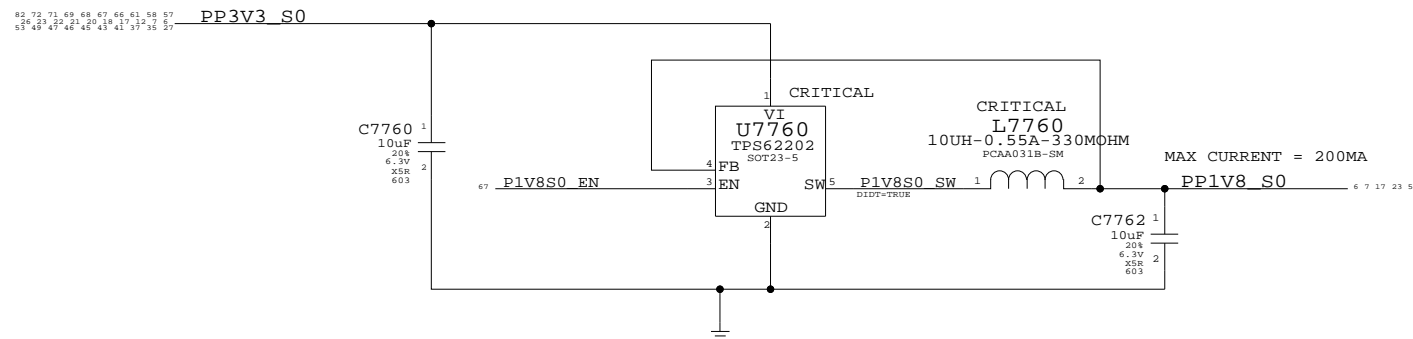 82 72 71 69 68 67 66 61 58 57
26 23 22 21 20 18 17 12 7 6
53 49 47 46 45 43 41 37 35 27
PP3V3_S0
1
CRITICAL
VI
U7760
TPS62202
SOT23-5
C7760 1
10uF
20%
6.3V
X5R
603
2
4 FB
67 P1V8S0_EN 3 EN
SW 5 P1V8S0_SW
DIDT=TRUE
GND
2
CRITICAL
L7760
10UH-0.55A-330MOHM
PCAA031B-SM
1 2
MAX CURRENT = 200MA
PP1V8_S0 6 7 17 23 5
C7762 1
10uF
20%
6.3V
X5R
603
2